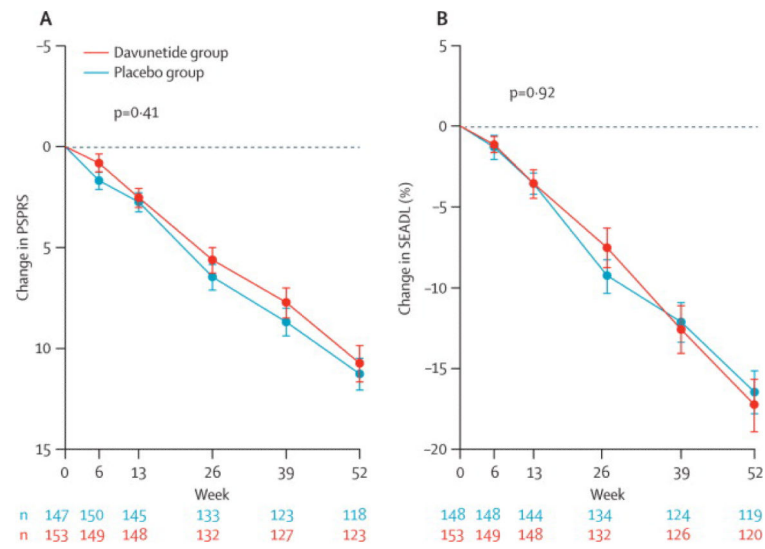 A
B
Davunetide group
Placebo group
p=0·41
p=0·92
Change in PSPRS
−5
0
5
10
15
0 6 13 26 39 52
Week
n 147 150 145 133 123 118
n 153 149 148 132 127 123
Change in SEADL (%)
5
0
−5
−10
−15
−20
0 6 13 26 39 52
Week
148 148 144 134 124 119
153 149 148 132 126 120